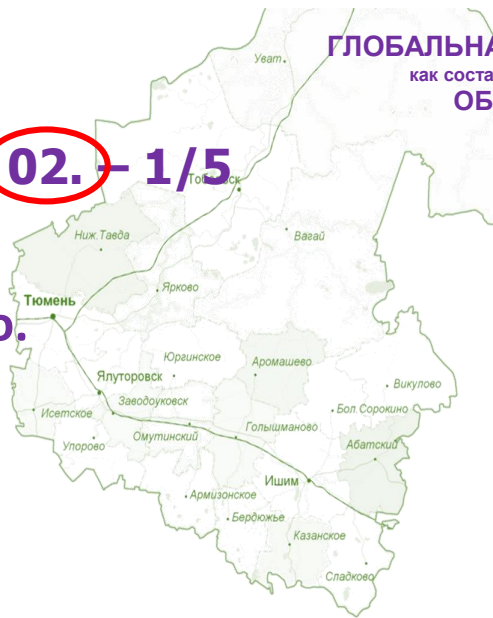 ГЛОБАЛЬНА
как соста
ОБ
Уват
02. – 1/5
Тобольск
Ниж.Тавда
Вагай
Ярково
Тюмень
р.
Юргинское
Аромашево
Ялуторовск
Викулово
Заводоуковск
Исетское
Бол.Сорокино
Голышманово
Омутинский
Упорово
Абатский
Ишим
Армизонское
Бердюжье
Казанское
Сладково